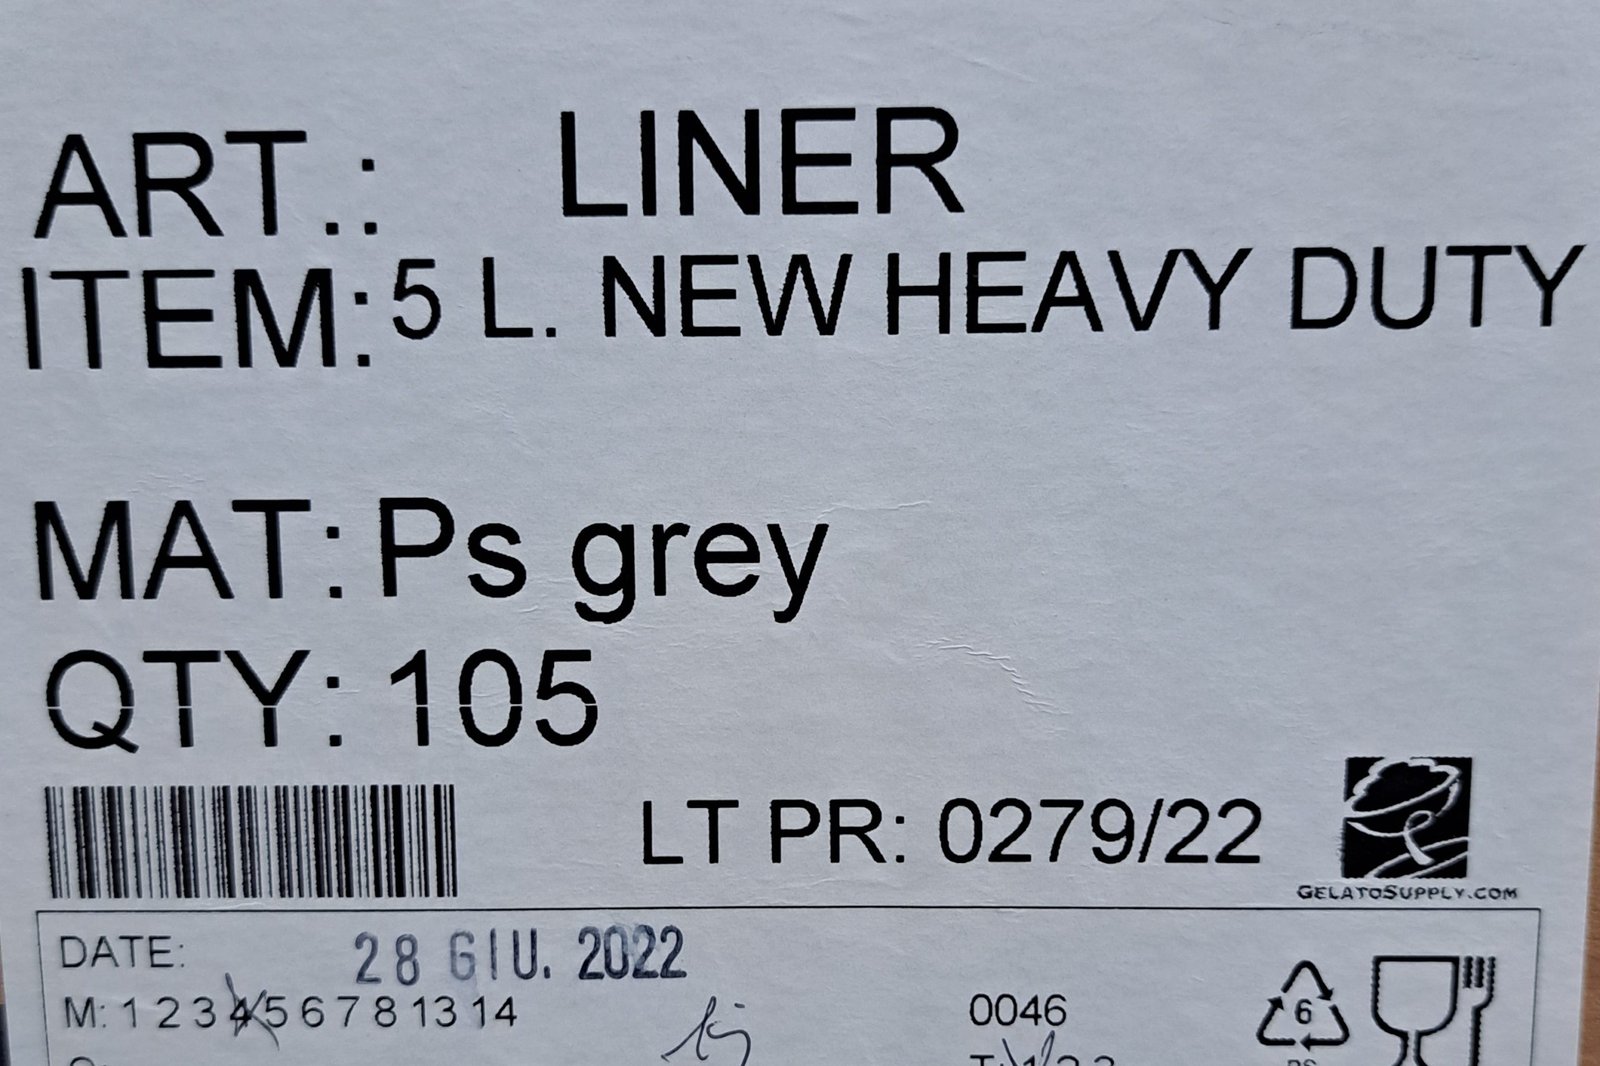 ART.: LINER
ITEM: 5 L. NEW HEAVY DUTY
MAT: Ps grey
QTY: 105
LT PR: 0279/22
GELATOSUPPLY.COM
DATE: 28 GIU. 2022
M: 1 2 3 4 5 6 7 8 13 14
0046
6
PS